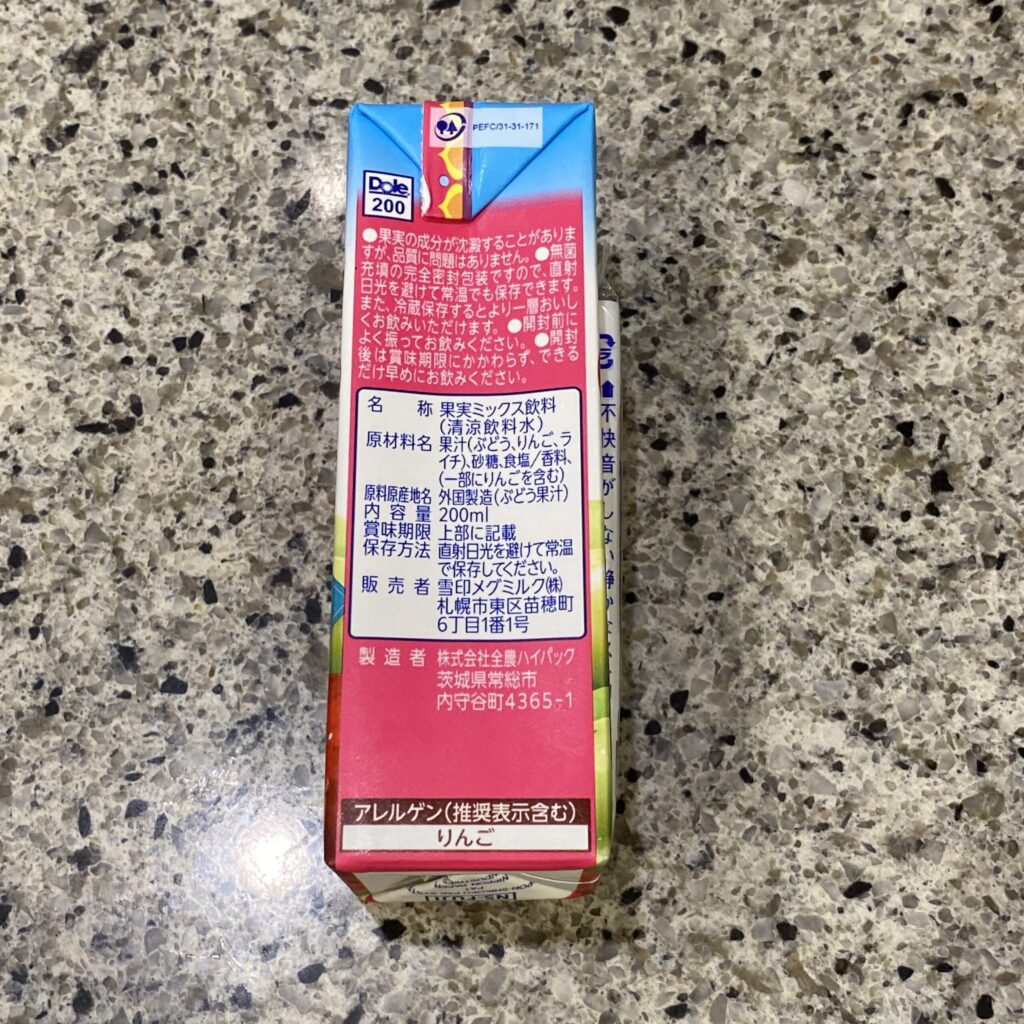 PEFC/31-31-171
Dole
200
●果実の成分が沈澱することがありま
すが、品質に問題はありません。●無菌
充填の完全密封包装ですので、直射
日光を避けて常温でも保存できます。
また、冷蔵保存するとより一層おいし
くお飲みいただけます。●開封前に
よく振ってお飲みください。●開封
後は賞味期限にかかわらず、できる
だけ早めにお飲みください。
名称 果実ミックス飲料
(清涼飲料水)
原材料名 果汁(ぶどう、りんご、ラ
イチ)、砂糖、食塩/香料、
(一部にりんごを含む)
原料原産地名 外国製造(ぶどう果汁)
内容量 200ml
賞味期限 上部に記載
保存方法 直射日光を避けて常温
で保存してください。
販売者 雪印メグミルク㈱
札幌市東区苗穂町
6丁目1番1号
製造者 株式会社全農ハイパック
茨城県常総市
内守谷町4365-1
アレルゲン(推奨表示含む)
りんご
不快音がしない静か